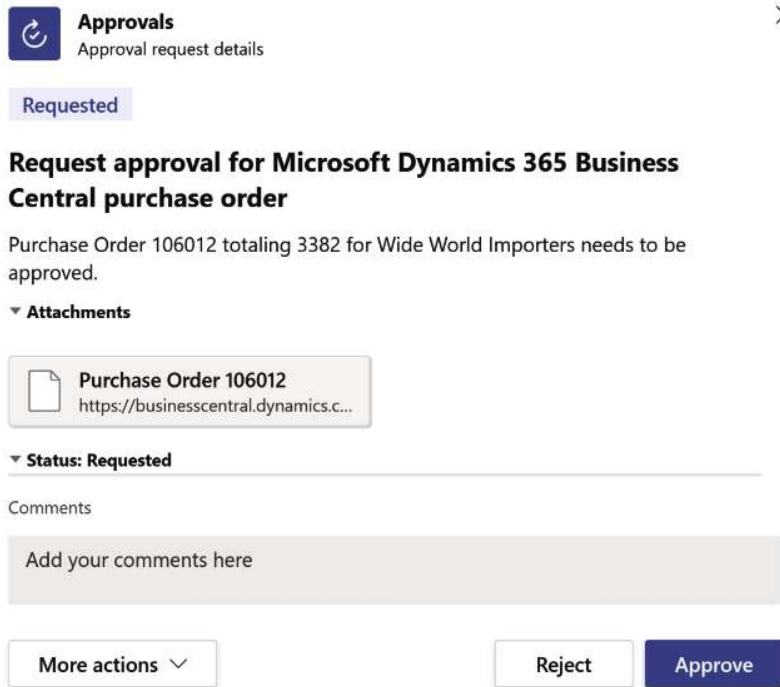 Approvals
Approval request details
Requested
Request approval for Microsoft Dynamics 365 Business
Central purchase order
Purchase Order 106012 totaling 3382 for Wide World Importers needs to be
approved.
Attachments
Purchase Order 106012
https://businesscentral.dynamics.c...
Status: Requested
Comments
Add your comments here
More actions
Reject
Approve